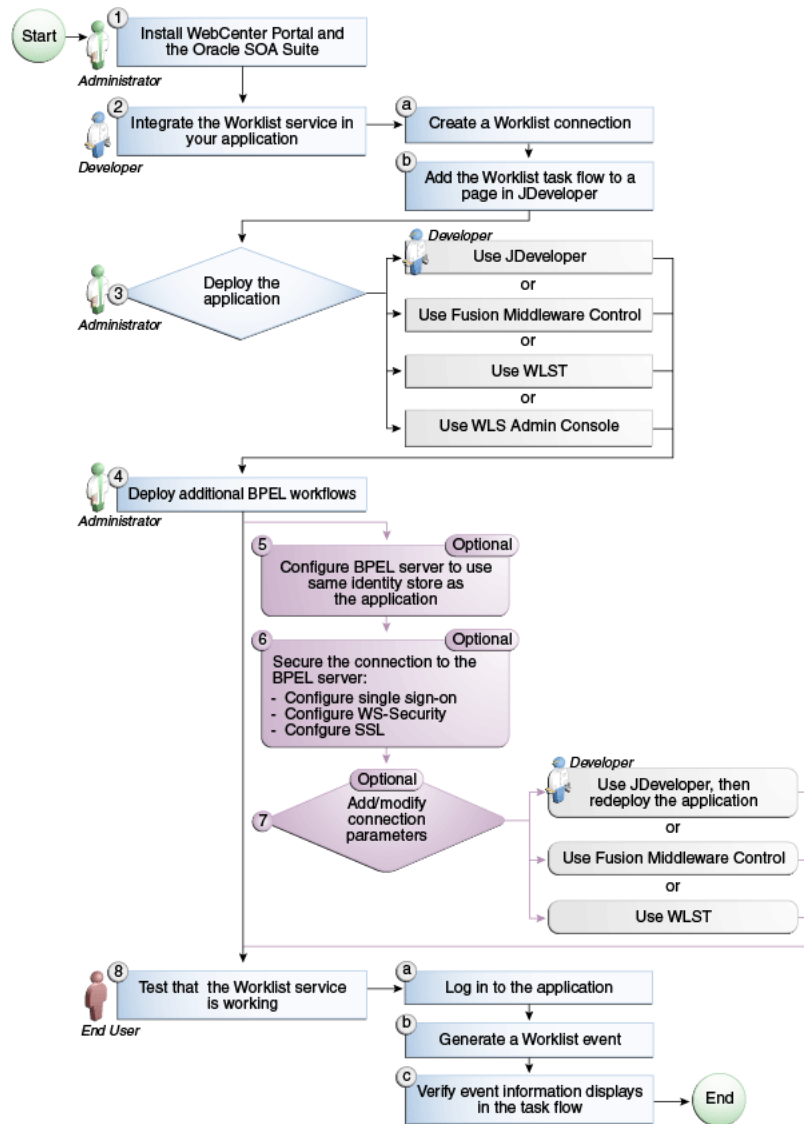 Start
1
Install WebCenter Portal and
the Oracle SOA Suite
Administrator
2
Integrate the Worklist service in
your application
Developer
a
Create a Worklist connection
b
Add the Worklist task flow to a
page in JDeveloper
3
Deploy the
application
Administrator
Developer
Use JDeveloper
or
Use Fusion Middleware Control
or
Use WLST
or
Use WLS Admin Console
4
Deploy additional BPEL workflows
Administrator
5
Optional
Configure BPEL server to use
same identity store as
the application
6
Optional
Secure the connection to the
BPEL server:
- Configure single sign-on
- Configure WS-Security
- Confgure SSL
7
Optional
Add/modify
connection
parameters
Developer
Use JDeveloper, then
redeploy the application
or
Use Fusion Middleware Control
or
Use WLST
8
Test that the Worklist service
is working
End User
a
Log in to the application
b
Generate a Worklist event
c
Verify event information displays
in the task flow
End